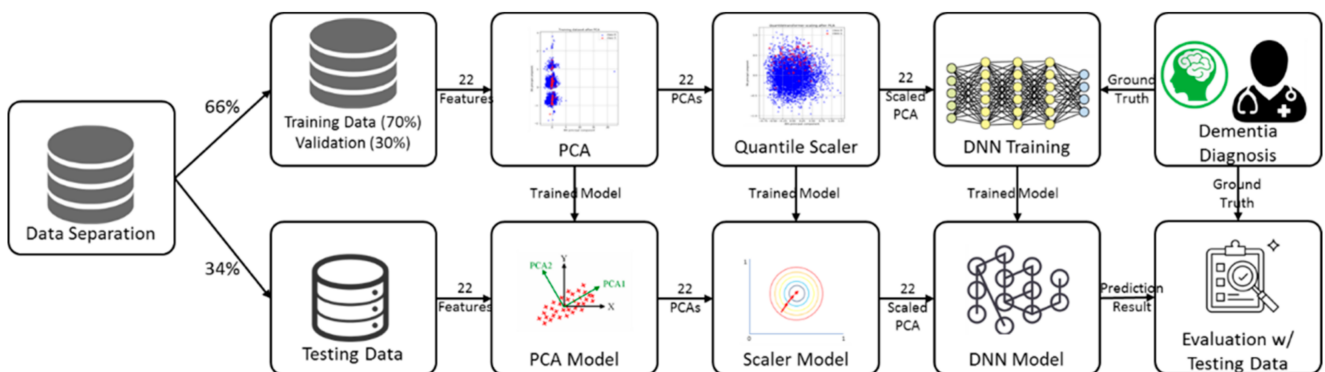 Data Separation
66%
34%
Training Data (70%)
Validation (30%)
22
Features
PCA
22
PCAs
Quantile Scaler
22
Scaled
PCA
DNN Training
Ground
Truth
Dementia
Diagnosis
Trained Model
Trained Model
Trained Model
Ground
Truth
Testing Data
22
Features
PCA2
Y
PCA1
X
PCA Model
22
PCAs
1
0
1
Scaler Model
22
Scaled
PCA
DNN Model
Prediction
Result
Evaluation w/
Testing Data